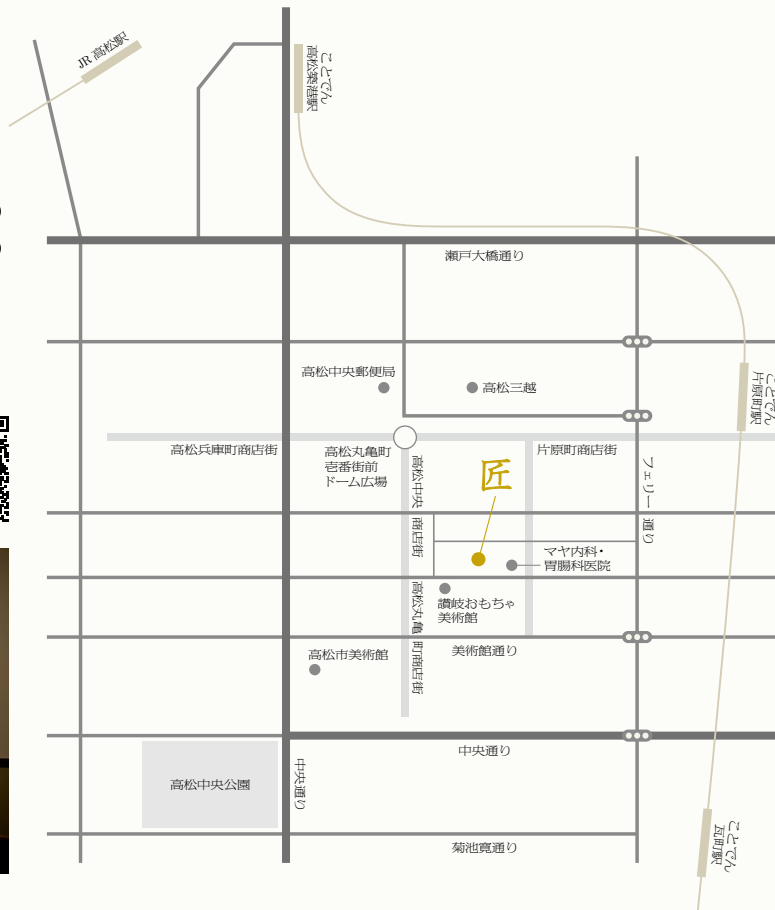 JR 高松駅
ことでん
高松築港駅
瀬戸大橋通り
高松中央郵便局
高松三越
ことでん
片原町駅
高松兵庫町商店街
高松丸亀町
壱番街前
ドーム広場
片原町商店街
高松中央商店街
匠
フェリー通り
マヤ内科・
胃腸科医院
讃岐おもちゃ
美術館
高松丸亀町商店街
高松市美術館
美術館通り
中央通り
高松中央公園
中央通り
菊池寛通り
ことでん
瓦町駅